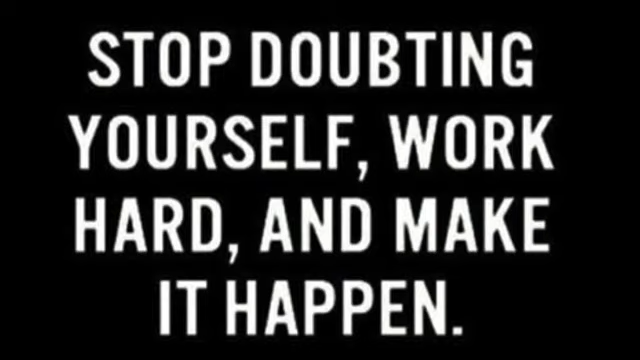 STOP DOUBTING
YOURSELF, WORK
HARD, AND MAKE
IT HAPPEN.